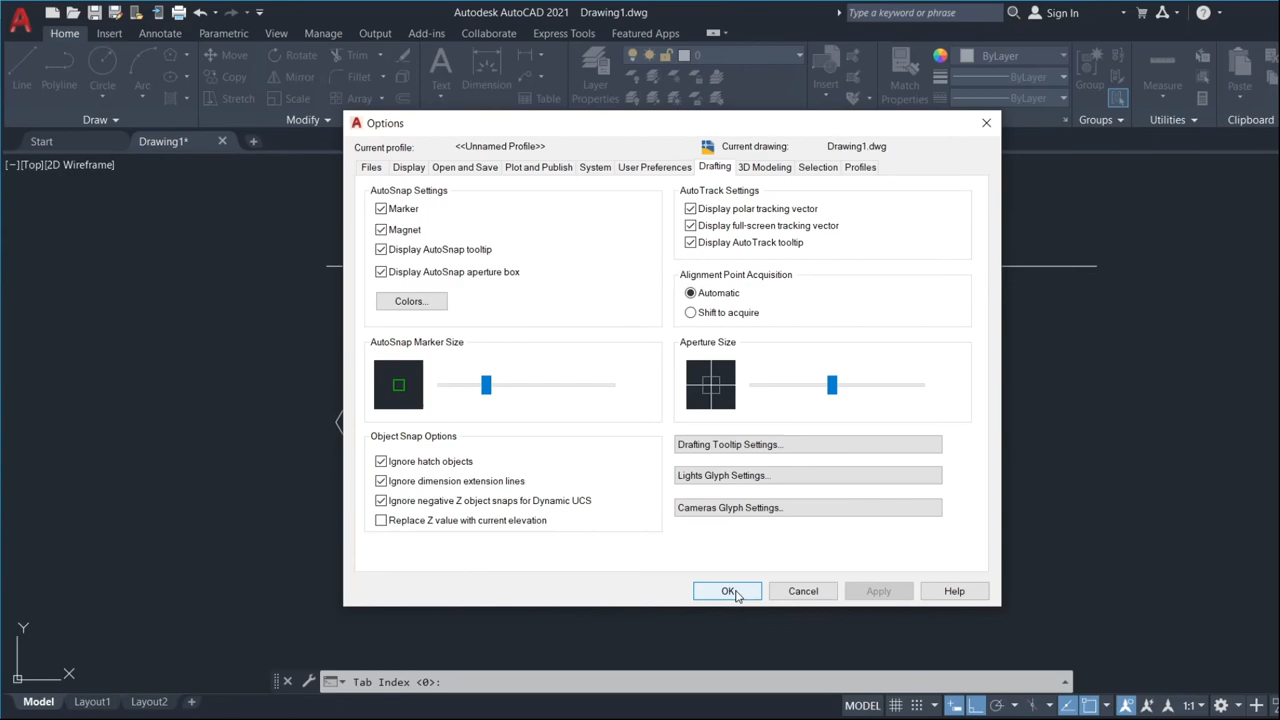 Autodesk AutoCAD 2021 Drawing1.dwg
Type a keyword or phrase
Sign In
Home Insert Annotate Parametric View Manage Output Add-ins Collaborate Express Tools Featured Apps
Line Polyline Circle Arc
Move Rotate Trim
Copy Mirror Fillet
Stretch Scale Array
Text Dimension Table
Layer Properties
0
Insert
Match Properties
ByLayer
ByLayer
ByLayer
Group
Measure
Paste
Draw Modify Groups Utilities Clipboard
Start Drawing1*
[−][Top][2D Wireframe]
Options
Current profile: <<Unnamed Profile>> Current drawing: Drawing1.dwg
Files Display Open and Save Plot and Publish System User Preferences Drafting 3D Modeling Selection Profiles
AutoSnap Settings
Marker
Magnet
Display AutoSnap tooltip
Display AutoSnap aperture box
Colors...
AutoTrack Settings
Display polar tracking vector
Display full-screen tracking vector
Display AutoTrack tooltip
Alignment Point Acquisition
Automatic
Shift to acquire
AutoSnap Marker Size
Aperture Size
Object Snap Options
Ignore hatch objects
Ignore dimension extension lines
Ignore negative Z object snaps for Dynamic UCS
Replace Z value with current elevation
Drafting Tooltip Settings...
Lights Glyph Settings...
Cameras Glyph Settings..
OK Cancel Apply Help
Y
X
Tab Index <0>:
Model Layout1 Layout2
MODEL
1:1